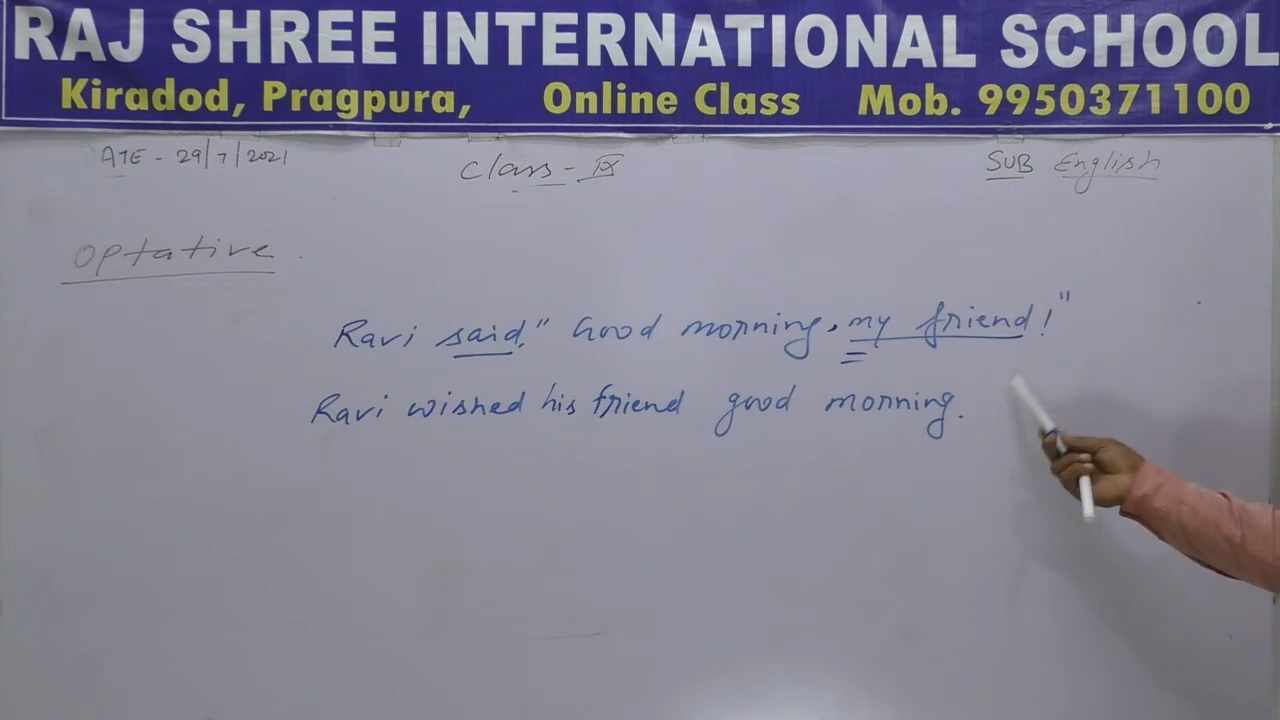 RAJ SHREE INTERNATIONAL SCHOOL
Kiradod, Pragpura, Online Class Mob. 9950371100
ATE - 29/7/2021 Class - IX SUB English
Optative.
Ravi said," Good morning, my friend!"
Ravi wished his friend good morning.